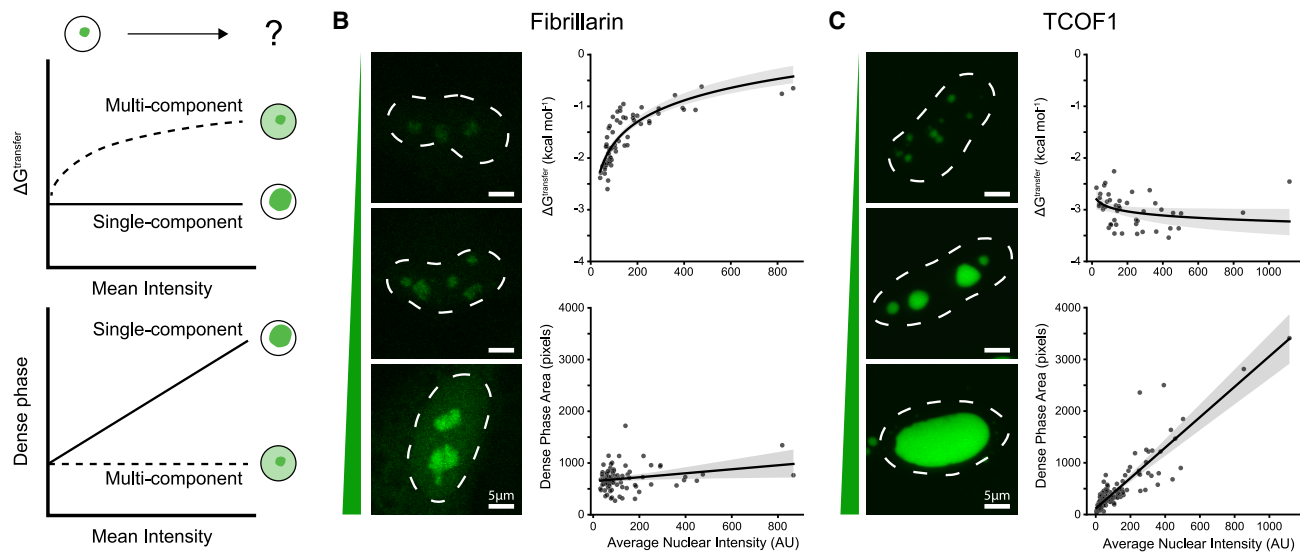 ?
ΔG^transfer
Multi-component
Single-component
Mean Intensity
Dense phase
Single-component
Multi-component
Mean Intensity
B
Fibrillarin
5μm
ΔG^transfer (kcal mol⁻¹)
0
−1
−2
−3
−4
0 200 400 600 800
Dense Phase Area (pixels)
4000
3000
2000
1000
0
0 200 400 600 800
Average Nuclear Intensity (AU)
C
TCOF1
5μm
ΔG^transfer (kcal mol⁻¹)
0
−1
−2
−3
−4
0 200 400 600 800 1000
Dense Phase Area (pixels)
4000
3000
2000
1000
0
0 200 400 600 800 1000
Average Nuclear Intensity (AU)